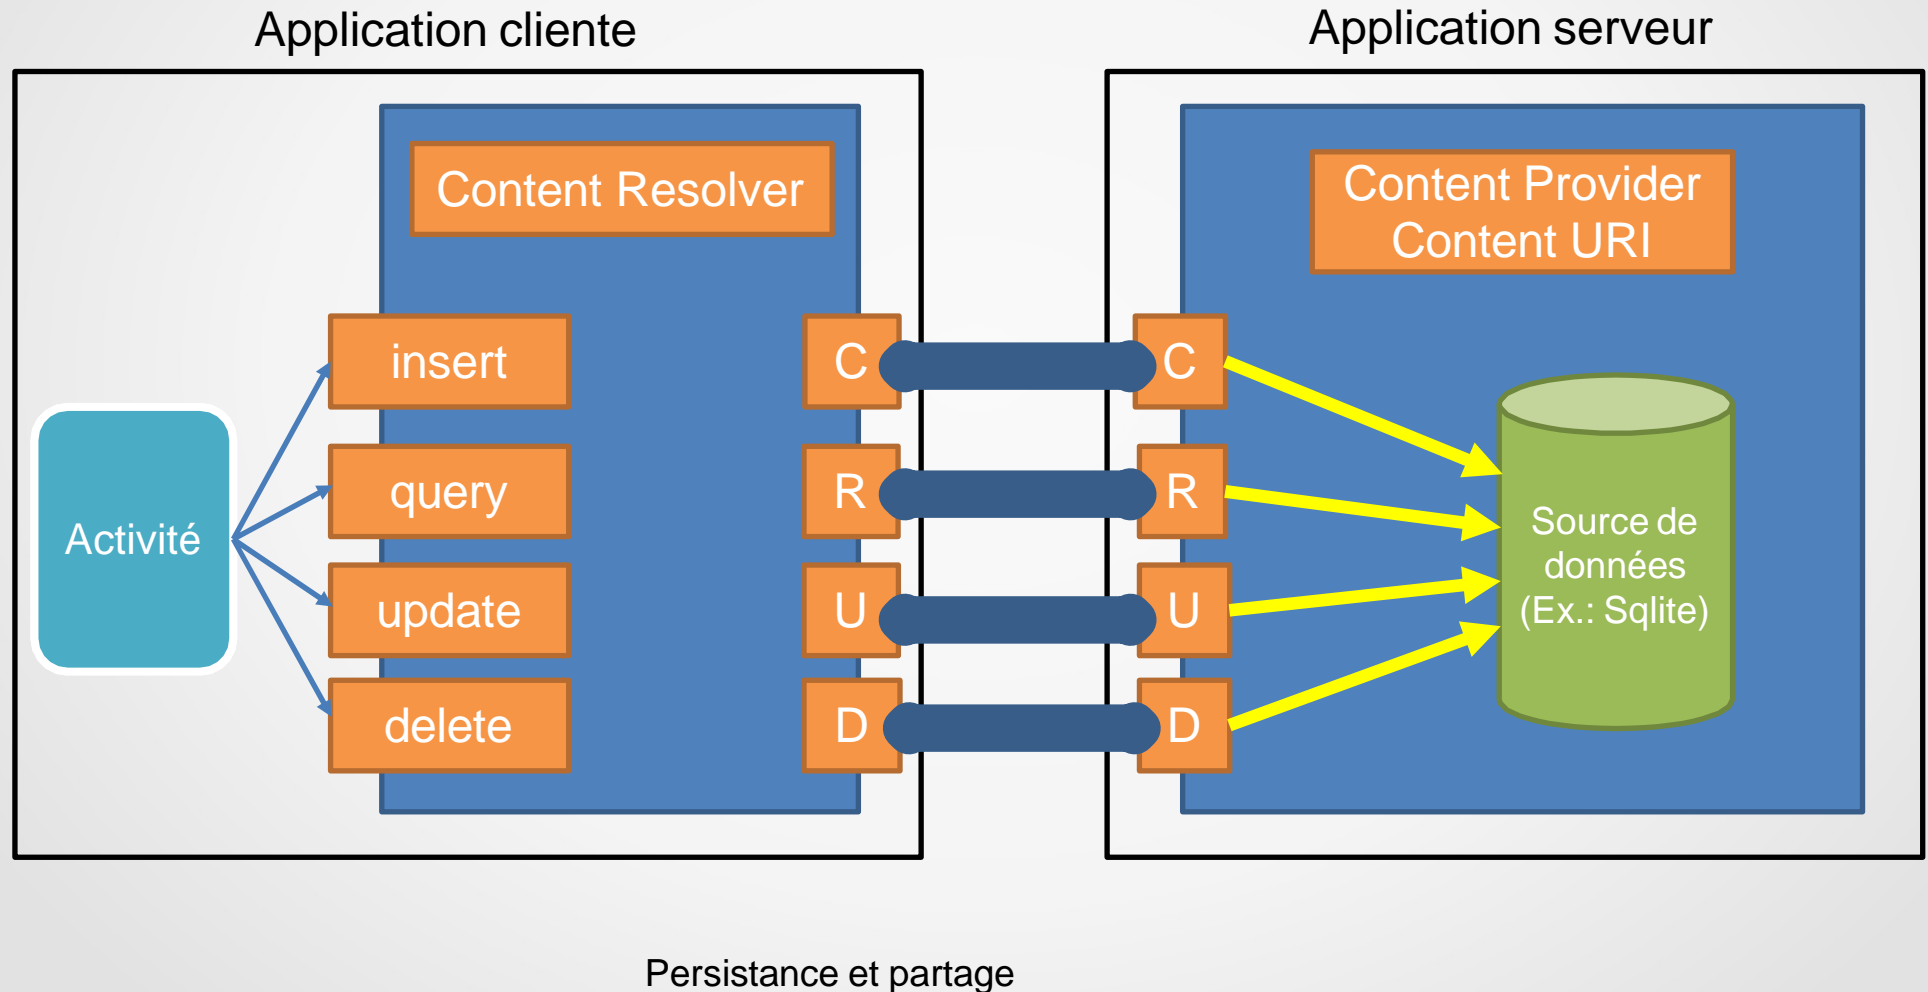 Application cliente
Application serveur
Content Resolver
Content Provider
Content URI
insert
C
C
query
R
R
Activité
Source de
données
(Ex.: Sqlite)
update
U
U
delete
D
D
Persistance et partage